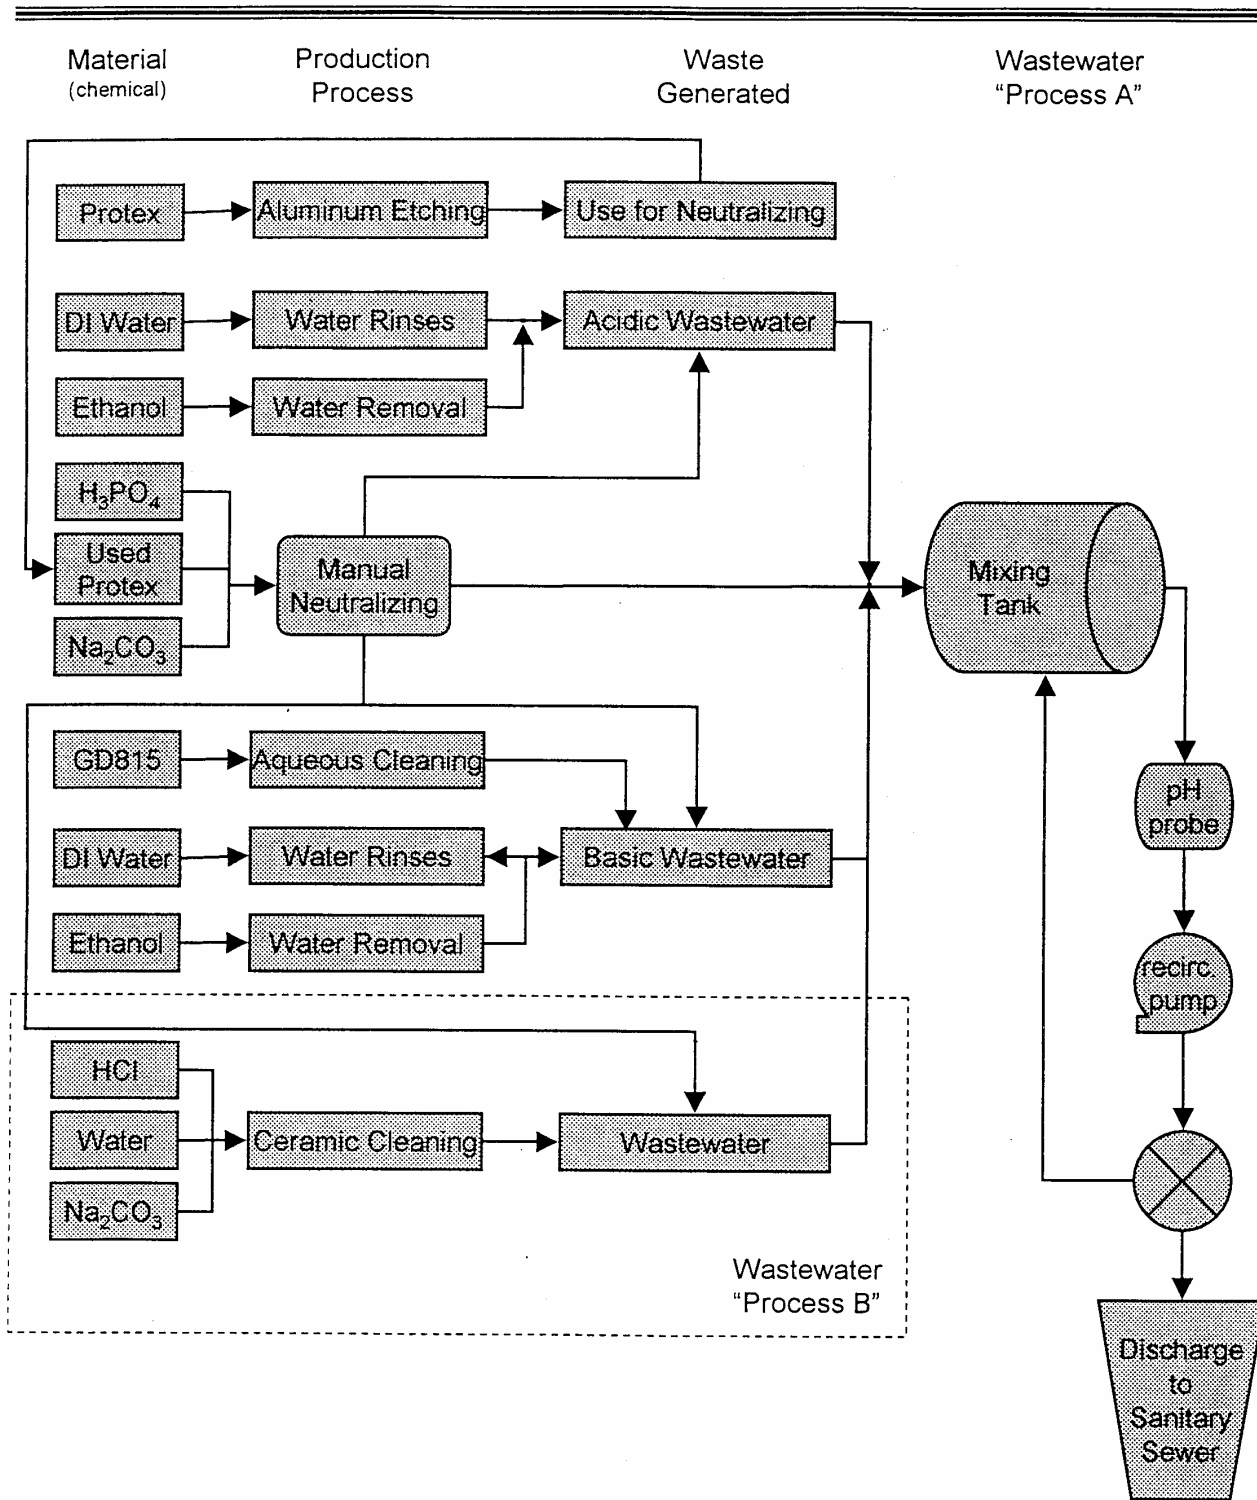 Material
(chemical)
Production
Process
Waste
Generated
Wastewater
“Process A”
Protex
Aluminum Etching
Use for Neutralizing
DI Water
Water Rinses
Acidic Wastewater
Ethanol
Water Removal
H₃PO₄
Used
Protex
Na₂CO₃
Manual
Neutralizing
Mixing
Tank
GD815
Aqueous Cleaning
pH
probe
DI Water
Water Rinses
Basic Wastewater
Ethanol
Water Removal
recirc.
pump
HCl
Water
Ceramic Cleaning
Wastewater
Na₂CO₃
Wastewater
“Process B”
Discharge
to
Sanitary
Sewer